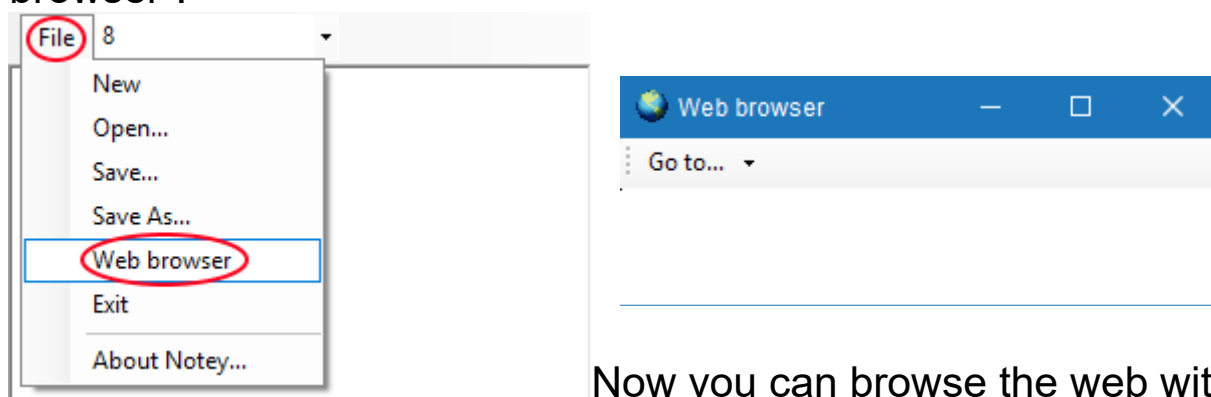 browser".
File 8
New
Open...
Save...
Save As...
Web browser
Exit
About Notey...
Web browser
Go to...
Now you can browse the web wit